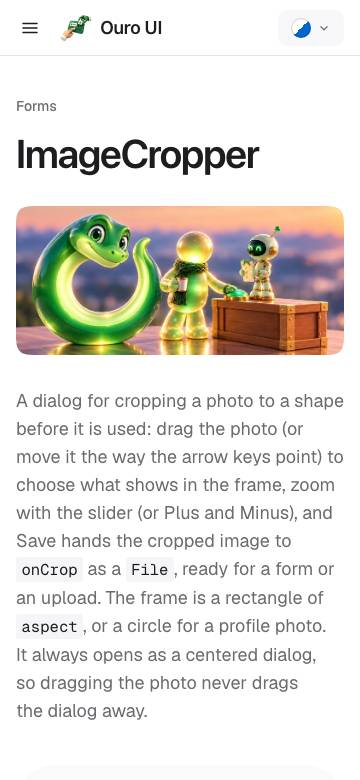 Ouro UI
Forms
ImageCropper
A dialog for cropping a photo to a shape
before it is used: drag the photo (or
move it the way the arrow keys point) to
choose what shows in the frame, zoom
with the slider (or Plus and Minus), and
Save hands the cropped image to
onCrop as a File, ready for a form or
an upload. The frame is a rectangle of
aspect, or a circle for a profile photo.
It always opens as a centered dialog,
so dragging the photo never drags
the dialog away.